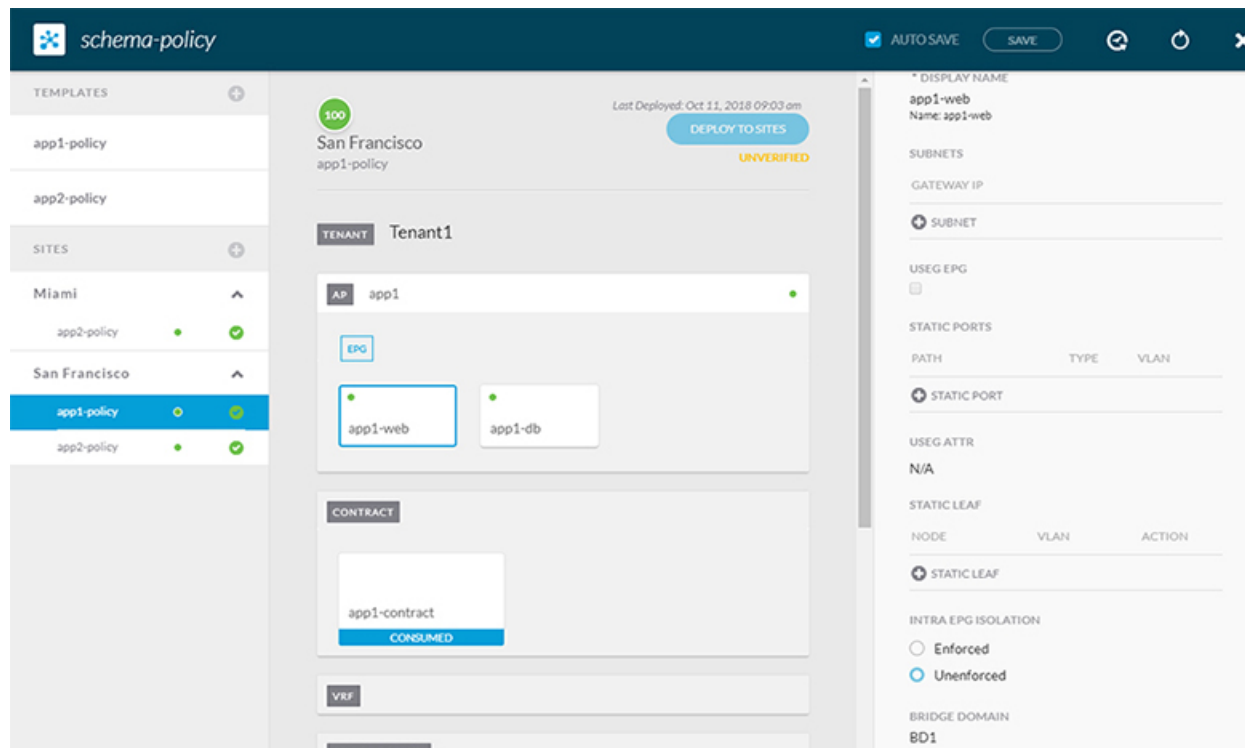 schema-policy
AUTO SAVE SAVE
TEMPLATES
app1-policy
app2-policy
SITES
Miami
app2-policy
San Francisco
app1-policy
app2-policy
100
Last Deployed: Oct 11, 2018 09:03 am
San Francisco
DEPLOY TO SITES
app1-policy
UNVERIFIED
TENANT Tenant1
AP app1
EPG
app1-web app1-db
CONTRACT
app1-contract
CONSUMED
VRF
* DISPLAY NAME
app1-web
Name: app1-web
SUBNETS
GATEWAY IP
SUBNET
USEG EPG
STATIC PORTS
PATH TYPE VLAN
STATIC PORT
USEG ATTR
N/A
STATIC LEAF
NODE VLAN ACTION
STATIC LEAF
INTRA EPG ISOLATION
Enforced
Unenforced
BRIDGE DOMAIN
BD1